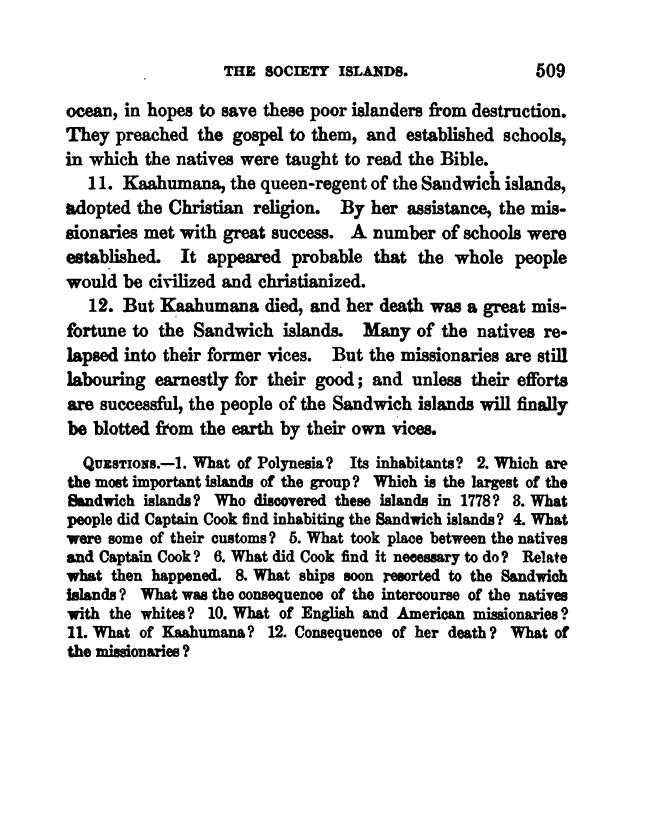 THE SOCIETY ISLANDS. 509
ocean, in hopes to save these poor islanders from destruction.
They preached the gospel to them, and established schools,
in which the natives were taught to read the Bible.
11. Kaahumana, the queen-regent of the Sandwich islands,
adopted the Christian religion. By her assistance, the mis-
sionaries met with great success. A number of schools were
established. It appeared probable that the whole people
would be civilized and christianized.
12. But Kaahumana died, and her death was a great mis-
fortune to the Sandwich islands. Many of the natives re-
lapsed into their former vices. But the missionaries are still
labouring earnestly for their good; and unless their efforts
are successful, the people of the Sandwich islands will finally
be blotted from the earth by their own vices.
QUESTIONS.—1. What of Polynesia? Its inhabitants? 2. Which are
the most important islands of the group? Which is the largest of the
Sandwich islands? Who discovered these islands in 1778? 3. What
people did Captain Cook find inhabiting the Sandwich islands? 4. What
were some of their customs? 5. What took place between the natives
and Captain Cook? 6. What did Cook find it necessary to do? Relate
what then happened. 8. What ships soon resorted to the Sandwich
islands? What was the consequence of the intercourse of the natives
with the whites? 10. What of English and American missionaries?
11. What of Kaahumana? 12. Consequence of her death? What of
the missionaries?